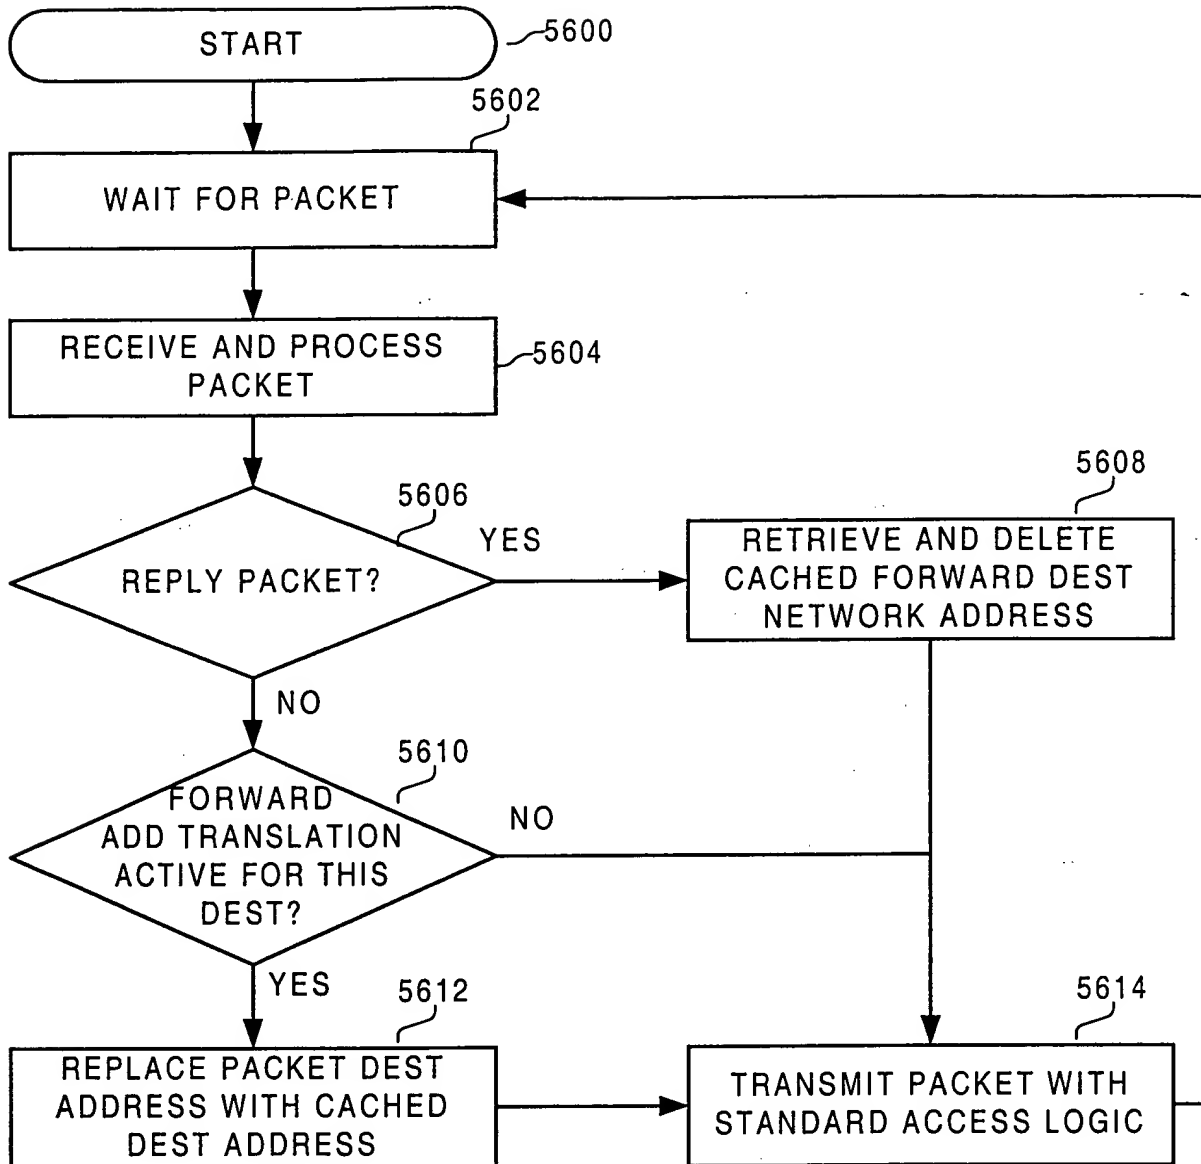 START
5600
5602
WAIT FOR PACKET
RECEIVE AND PROCESS
PACKET
5604
5606
REPLY PACKET?
YES
5608
RETRIEVE AND DELETE
CACHED FORWARD DEST
NETWORK ADDRESS
NO
5610
FORWARD
ADD TRANSLATION
ACTIVE FOR THIS
DEST?
NO
YES
5612
REPLACE PACKET DEST
ADDRESS WITH CACHED
DEST ADDRESS
5614
TRANSMIT PACKET WITH
STANDARD ACCESS LOGIC